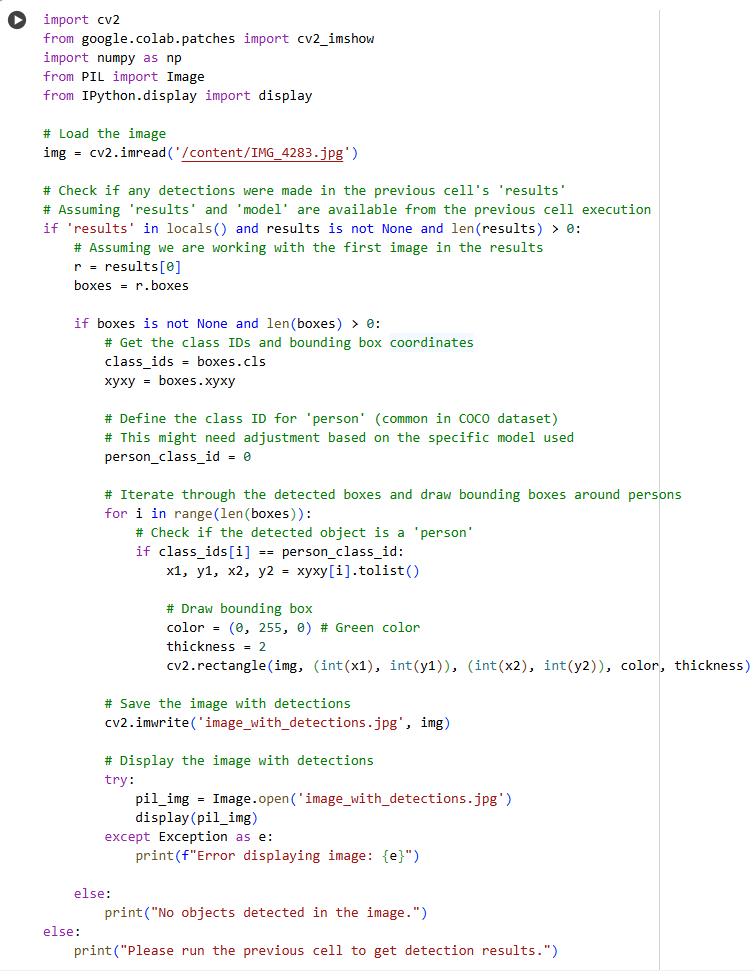 import cv2
from google.colab.patches import cv2_imshow
import numpy as np
from PIL import Image
from IPython.display import display

# Load the image
img = cv2.imread('/content/IMG_4283.jpg')

# Check if any detections were made in the previous cell's 'results'
# Assuming 'results' and 'model' are available from the previous cell execution
if 'results' in locals() and results is not None and len(results) > 0:
    # Assuming we are working with the first image in the results
    r = results[0]
    boxes = r.boxes

    if boxes is not None and len(boxes) > 0:
        # Get the class IDs and bounding box coordinates
        class_ids = boxes.cls
        xyxy = boxes.xyxy

        # Define the class ID for 'person' (common in COCO dataset)
        # This might need adjustment based on the specific model used
        person_class_id = 0

        # Iterate through the detected boxes and draw bounding boxes around persons
        for i in range(len(boxes)):
            # Check if the detected object is a 'person'
            if class_ids[i] == person_class_id:
                x1, y1, x2, y2 = xyxy[i].tolist()

                # Draw bounding box
                color = (0, 255, 0) # Green color
                thickness = 2
                cv2.rectangle(img, (int(x1), int(y1)), (int(x2), int(y2)), color, thickness)

        # Save the image with detections
        cv2.imwrite('image_with_detections.jpg', img)

        # Display the image with detections
        try:
            pil_img = Image.open('image_with_detections.jpg')
            display(pil_img)
        except Exception as e:
            print(f"Error displaying image: {e}")

    else:
        print("No objects detected in the image.")
else:
    print("Please run the previous cell to get detection results.")